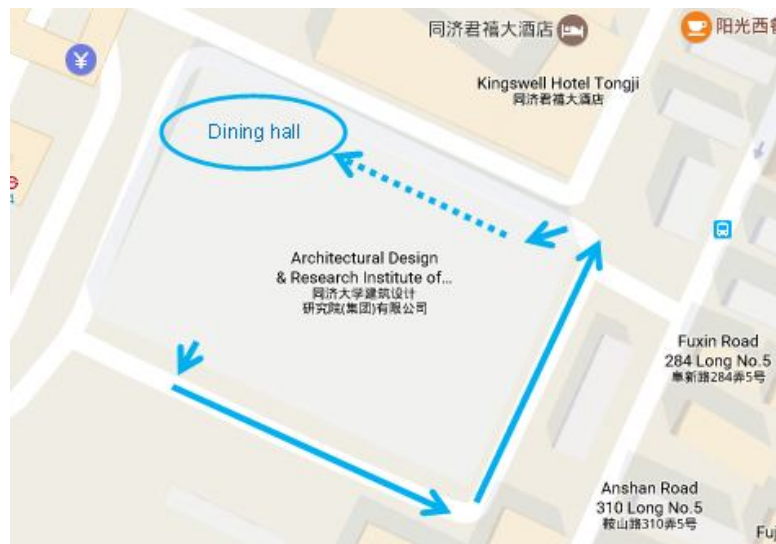 同济君禧大酒店
阳光西餐
Kingswell Hotel Tongji
同济君禧大酒店
¥
Dining hall
4
Architectural Design
& Research Institute of...
同济大学建筑设计
研究院(集团)有限公司
Fuxin Road
284 Long No.5
阜新路284弄5号
Anshan Road
310 Long No.5
鞍山路310弄5号
Fuj